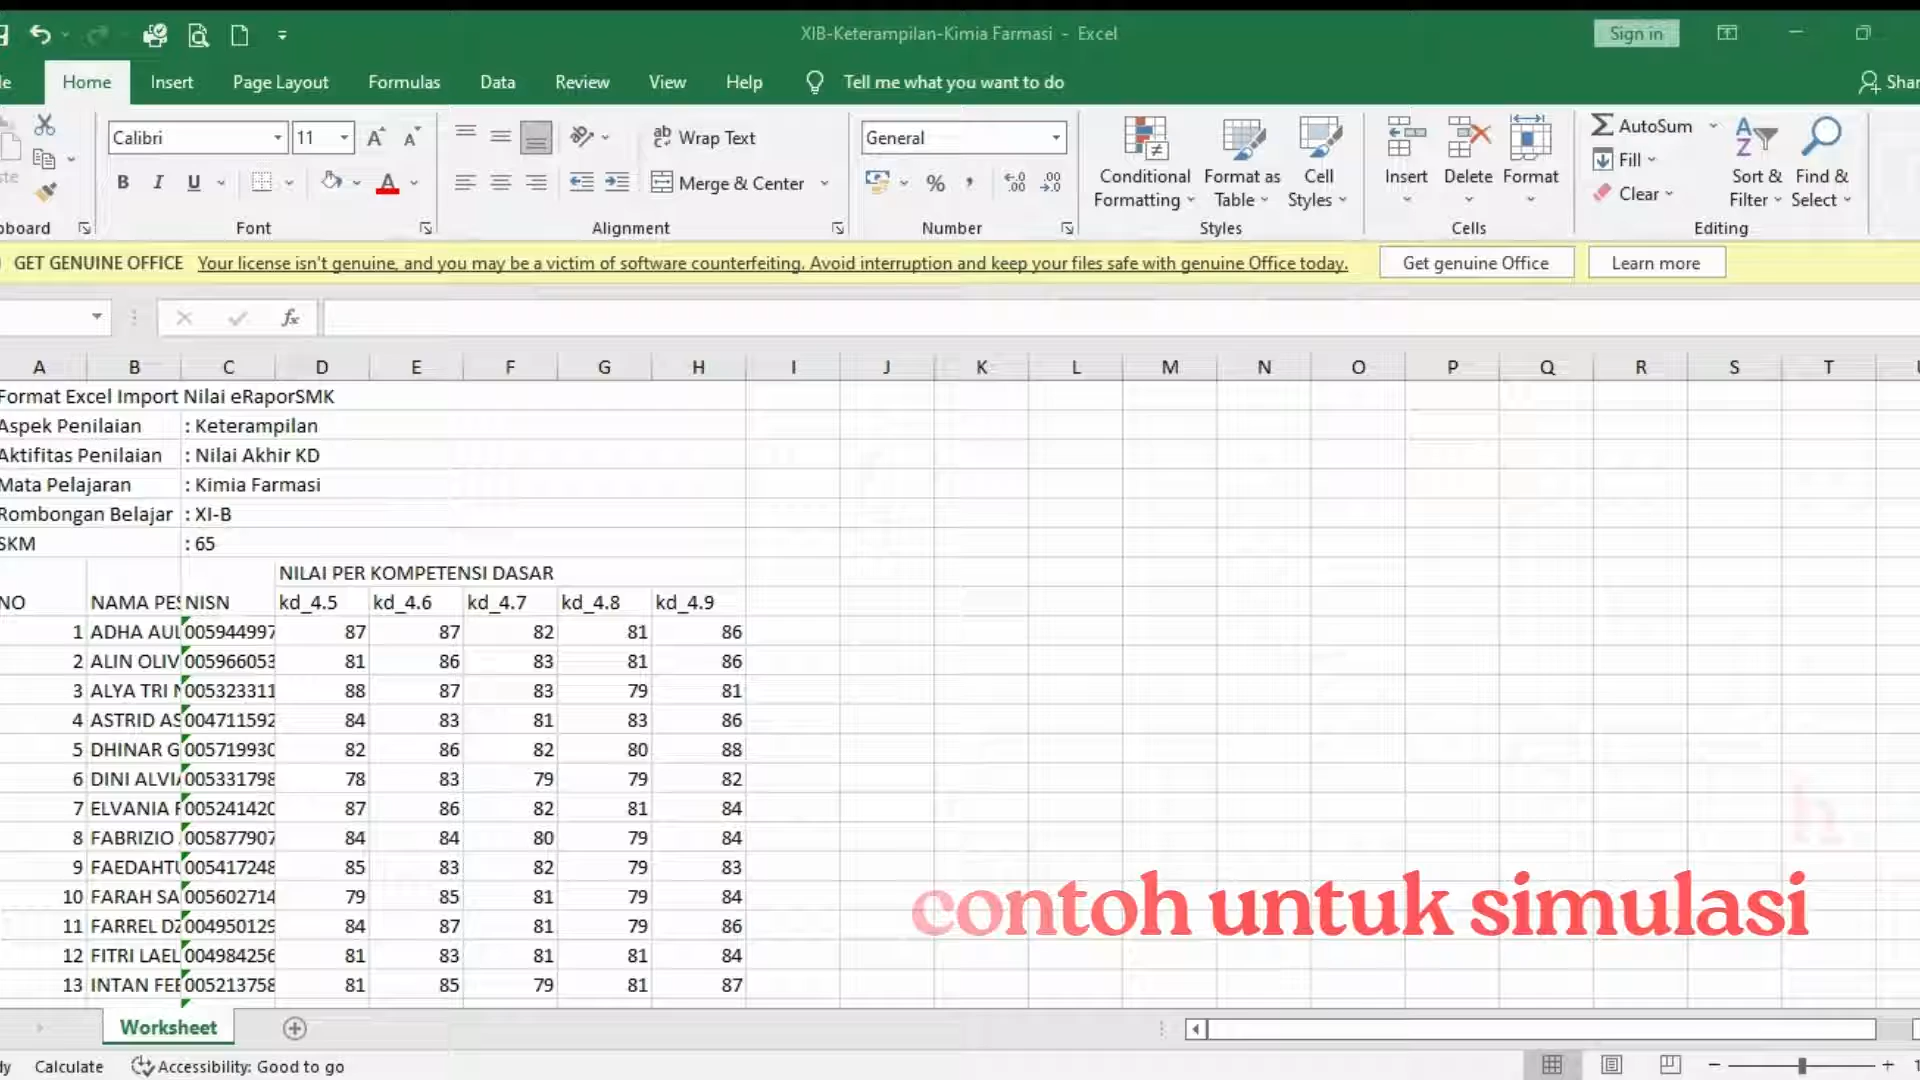 XIB-Keterampilan-Kimia Farmasi - Excel
Sign in
Home Insert Page Layout Formulas Data Review View Help Tell me what you want to do
Calibri 11
Wrap Text
General
Merge & Center
Conditional Formatting
Format as Table
Cell Styles
Insert Delete Format
AutoSum
Fill
Clear
Sort & Filter
Find & Select
Font Alignment Number Styles Cells Editing
GET GENUINE OFFICE Your license isn't genuine, and you may be a victim of software counterfeiting. Avoid interruption and keep your files safe with genuine Office today. Get genuine Office Learn more
A B C D E F G H I J K L M N O P Q R S T
Format Excel Import Nilai eRaporSMK
Aspek Penilaian : Keterampilan
Aktifitas Penilaian : Nilai Akhir KD
Mata Pelajaran : Kimia Farmasi
Rombongan Belajar : XI-B
SKM : 65
NILAI PER KOMPETENSI DASAR
NO NAMA PES NISN kd_4.5 kd_4.6 kd_4.7 kd_4.8 kd_4.9
1 ADHA AUL 005944997 87 87 82 81 86
2 ALIN OLIV 005966053 81 86 83 81 86
3 ALYA TRI 005323311 88 87 83 79 81
4 ASTRID AS 004711592 84 83 81 83 86
5 DHINAR G 005719930 82 86 82 80 88
6 DINI ALVI 005331798 78 83 79 79 82
7 ELVANIA 005241420 87 86 82 81 84
8 FABRIZIO 005877907 84 84 80 79 84
9 FAEDAHT 005417248 85 83 82 79 83
10 FARAH SA 005602714 79 85 81 79 84
11 FARREL DZ 004950129 84 87 81 79 86
12 FITRI LAEL 004984256 81 83 81 81 84
13 INTAN FEE 005213758 81 85 79 81 87
contoh untuk simulasi
Worksheet
Calculate Accessibility: Good to go